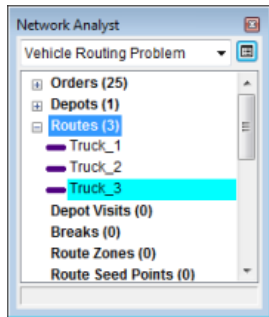 Network Analyst
Vehicle Routing Problem
Orders (25)
Depots (1)
Routes (3)
Truck_1
Truck_2
Truck_3
Depot Visits (0)
Breaks (0)
Route Zones (0)
Route Seed Points (0)